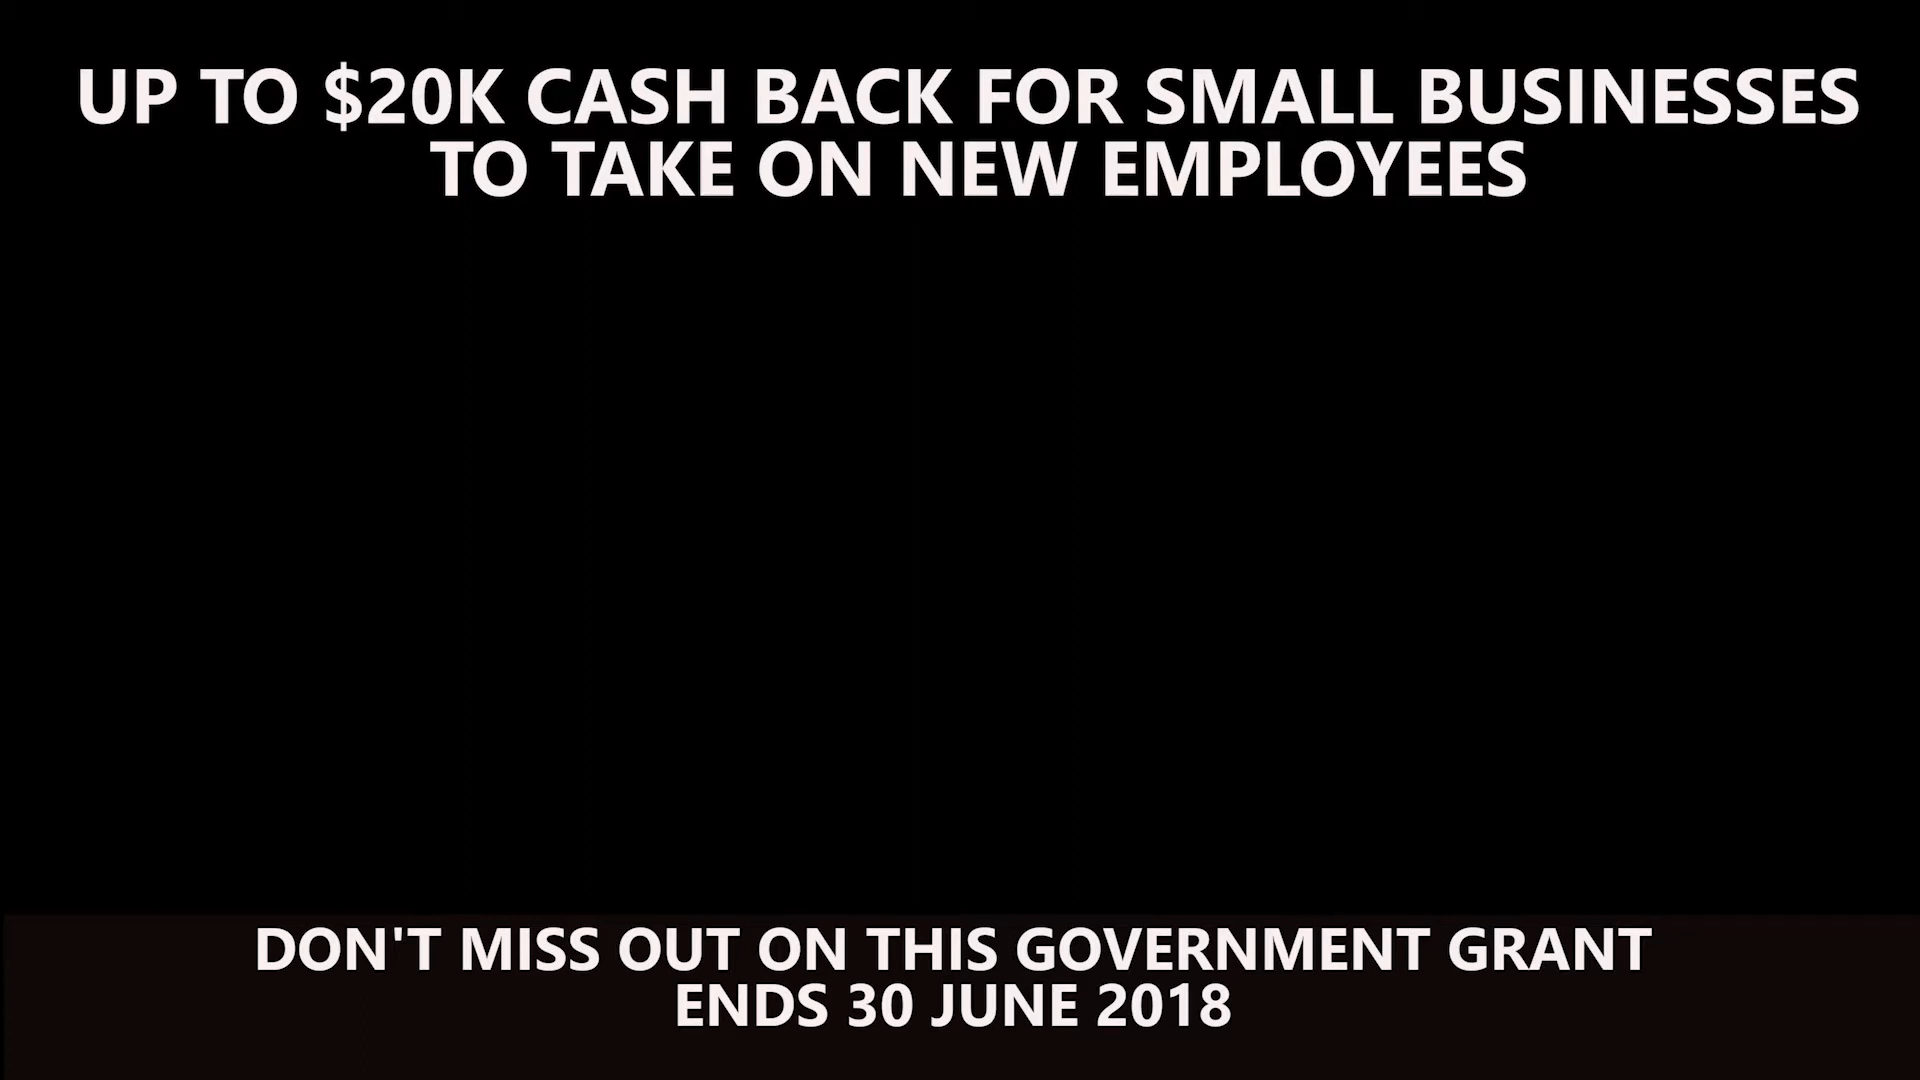 UP TO $20K CASH BACK FOR SMALL BUSINESSES
TO TAKE ON NEW EMPLOYEES
DON'T MISS OUT ON THIS GOVERNMENT GRANT
ENDS 30 JUNE 2018